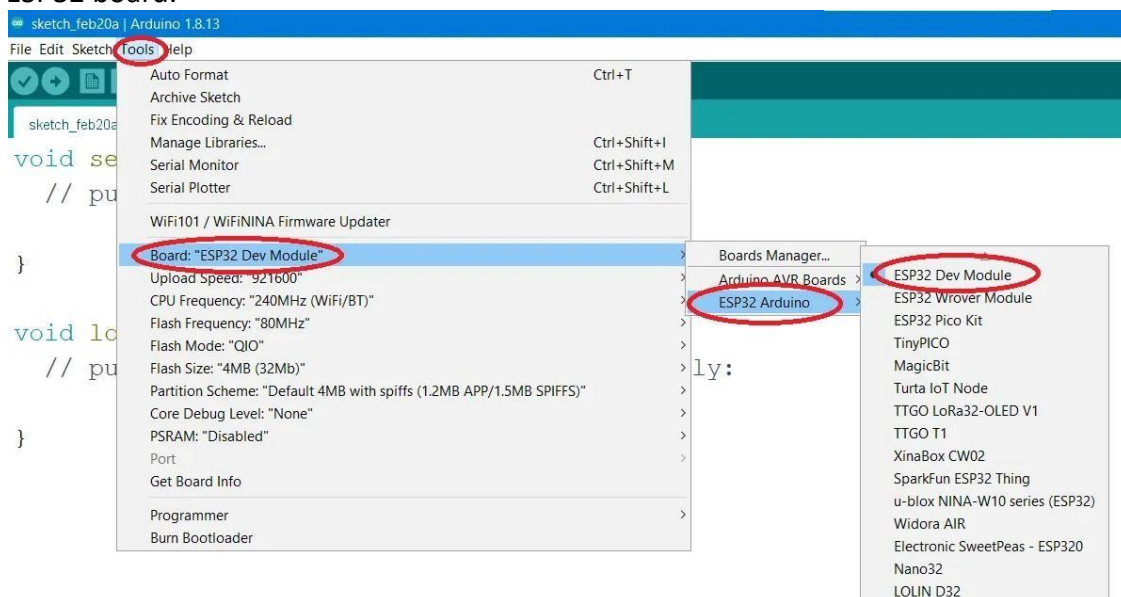 sketch_feb20a | Arduino 1.8.13
File Edit Sketch Tools Help
Auto Format Ctrl+T
Archive Sketch
Fix Encoding & Reload
sketch_feb20a
Manage Libraries... Ctrl+Shift+I
void se
Serial Monitor Ctrl+Shift+M
// pu
Serial Plotter Ctrl+Shift+L
WiFi101 / WiFiNINA Firmware Updater
}
Board: "ESP32 Dev Module"
Upload Speed: "921600"
CPU Frequency: "240MHz (WiFi/BT)"
Flash Frequency: "80MHz"
void lo
Flash Mode: "QIO"
// pu
Flash Size: "4MB (32Mb)"
ly:
Partition Scheme: "Default 4MB with spiffs (1.2MB APP/1.5MB SPIFFS)"
Core Debug Level: "None"
}
PSRAM: "Disabled"
Port
Get Board Info
Programmer
Burn Bootloader
Boards Manager...
Arduino AVR Boards
ESP32 Arduino
ESP32 Dev Module
ESP32 Wrover Module
ESP32 Pico Kit
TinyPICO
MagicBit
Turta IoT Node
TTGO LoRa32-OLED V1
TTGO T1
XinaBox CW02
SparkFun ESP32 Thing
u-blox NINA-W10 series (ESP32)
Widora AIR
Electronic SweetPeas - ESP320
Nano32
LOLIN D32